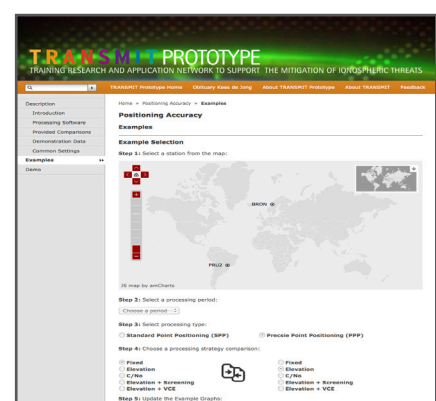 TRANSMIT PROTOTYPE
TRAINING RESEARCH AND APPLICATION NETWORK TO SUPPORT THE MITIGATION OF IONOSPHERIC THREATS
TRANSMIT Prototype Home Obituary Kees de Jong About TRANSMIT Prototype About TRANSMIT Feedback
Description
Introduction
Processing Software
Provided Comparisons
Demonstration Data
Common Settings
Examples
Demo
Home » Positioning Accuracy » Examples
Positioning Accuracy
Examples
Example Selection
Step 1: Select a station from the map:
BRON
PRU2
JS map by amCharts
Step 2: Select a processing period:
Choose a period
Step 3: Select processing type:
Standard Point Positioning (SPP) Precsie Point Positioning (PPP)
Step 4: Choose a processing strategy comparison:
Fixed Fixed
Elevation Elevation
C/No C/No
Elevation + Screening Elevation + Screening
Elevation + VCE Elevation + VCE
Step 5: Update the Example Graphs: